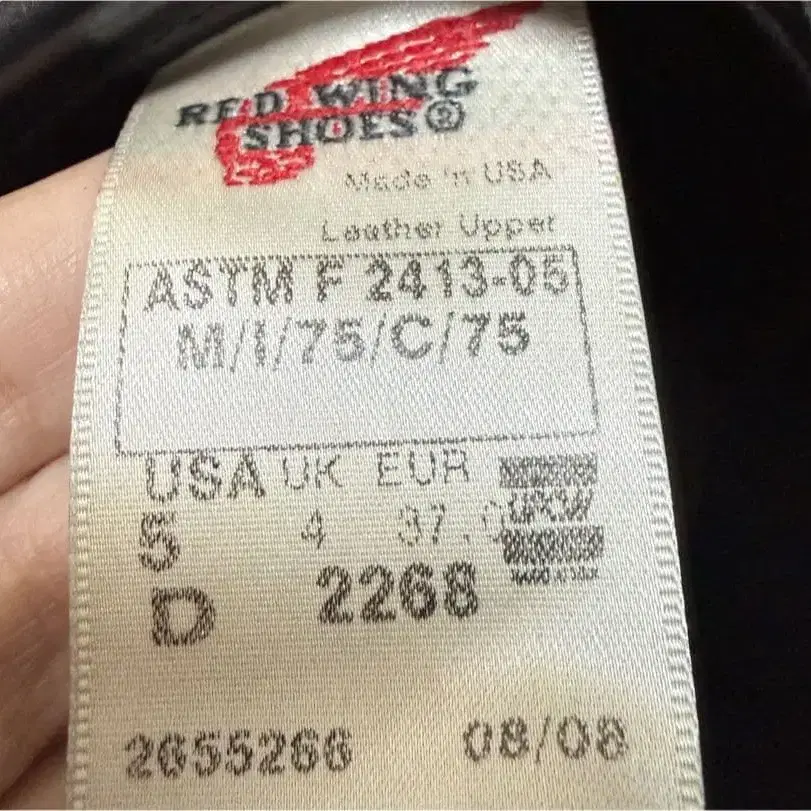 RED WING
SHOES®
Made in USA
Leather Upper
ASTM F 2413-05
M/I/75/C/75
USA UK EUR
5 4 37.
D 2268
2655266 08/08